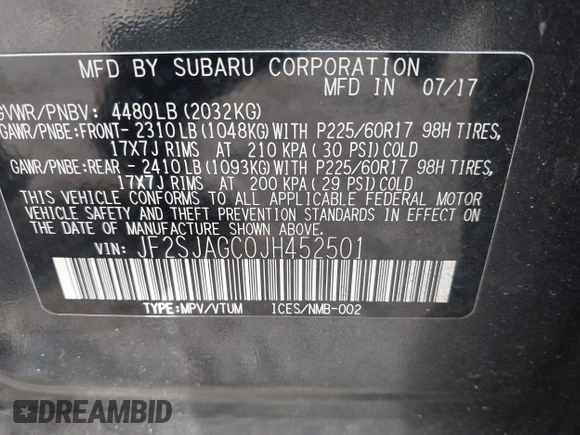 MFD BY SUBARU CORPORATION
MFD IN 07/17
GVWR/PNBV: 4480LB (2032KG)
GAWR/PNBE:FRONT- 2310LB (1048KG)WITH P225/60R17 98H TIRES,
17X7J RIMS AT 210 KPA ( 30 PSI) COLD
GAWR/PNBE:REAR - 2410LB (1093KG)WITH P225/60R17 98H TIRES,
17X7J RIMS AT 200 KPA ( 29 PSI) COLD
THIS VEHICLE CONFORMS TO ALL APPLICABLE FEDERAL MOTOR
VEHICLE SAFETY AND THEFT PREVENTION STANDARDS IN EFFECT ON
THE DATE OF MANUFACTURE SHOWN ABOVE.
VIN: JF2SJAGC0JH452501
TYPE:MPV/VTUM ICES/NMB-002
DREAMBID